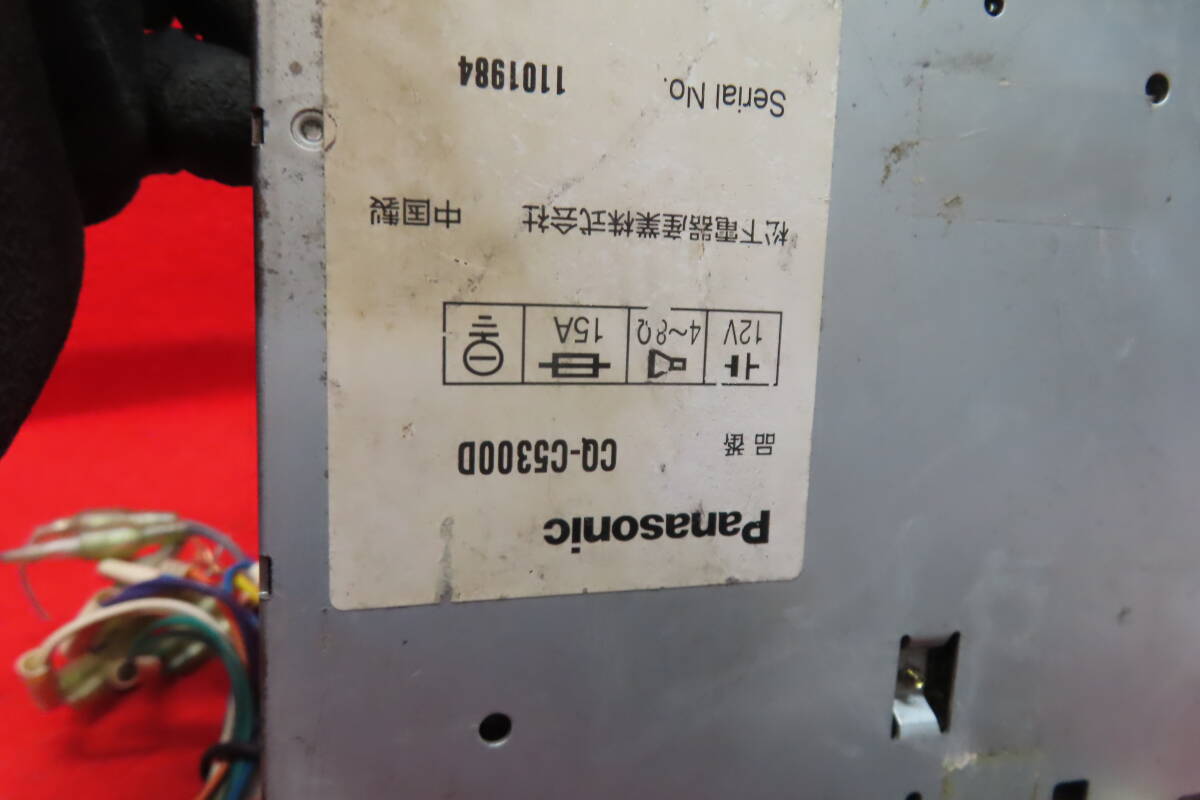 Panasonic
品番 CQ-C5300D
12V 4~8Ω 15A
松下電器産業株式会社 中国製
Serial No. 1101984